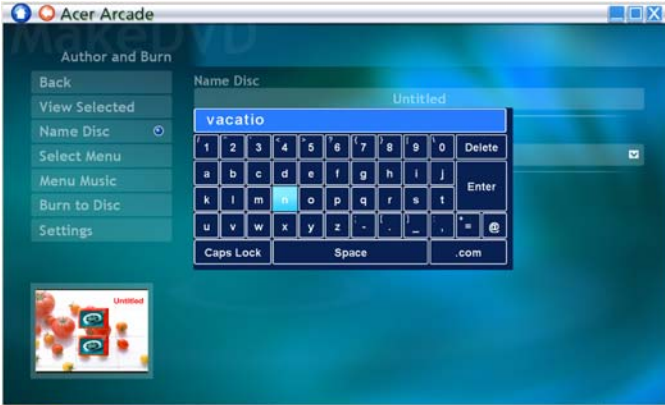 Acer Arcade
MakeDVD
Author and Burn
Back
View Selected
Name Disc
Select Menu
Menu Music
Burn to Disc
Settings
Name Disc
Untitled
vacatio
1 2 3 4 5 6 7 8 9 0 Delete
a b c d e f g h i j
Enter
k l m n o p q r s t
u v w x y z - . _ , = @
Caps Lock Space .com
Untitled